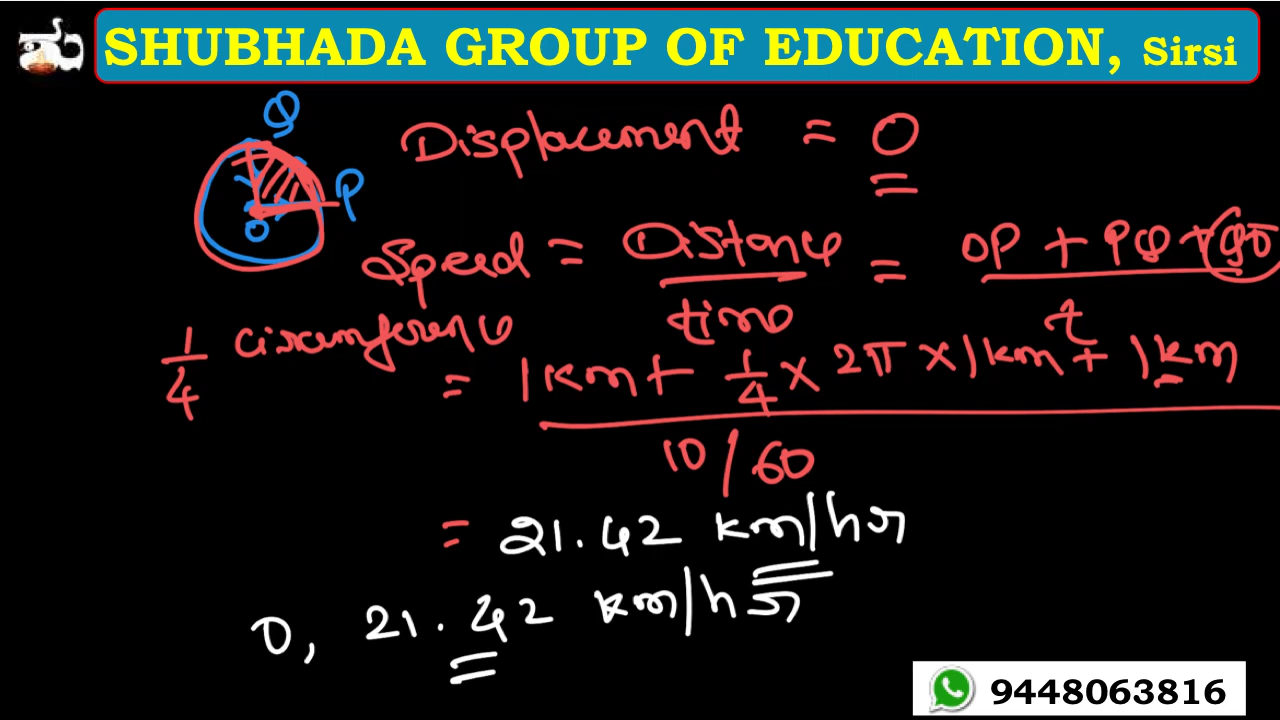 ಶು
SHUBHADA GROUP OF EDUCATION, Sirsi
Q
P
O
Displacement = 0
Speed = Distance / time = OP + PQ + QO / t
1/4 circumference
= 1km + 1/4 × 2π × 1km + 1km / 10/60
= 21.42 km/hr
0, 21.42 km/hr
9448063816